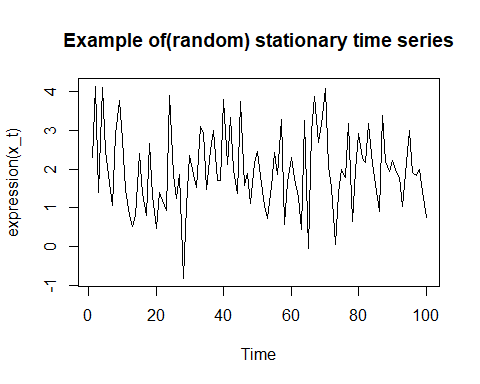 Example of(random) stationary time series
expression(x_t)
4
3
2
1
0
-1
0 20 40 60 80 100
Time